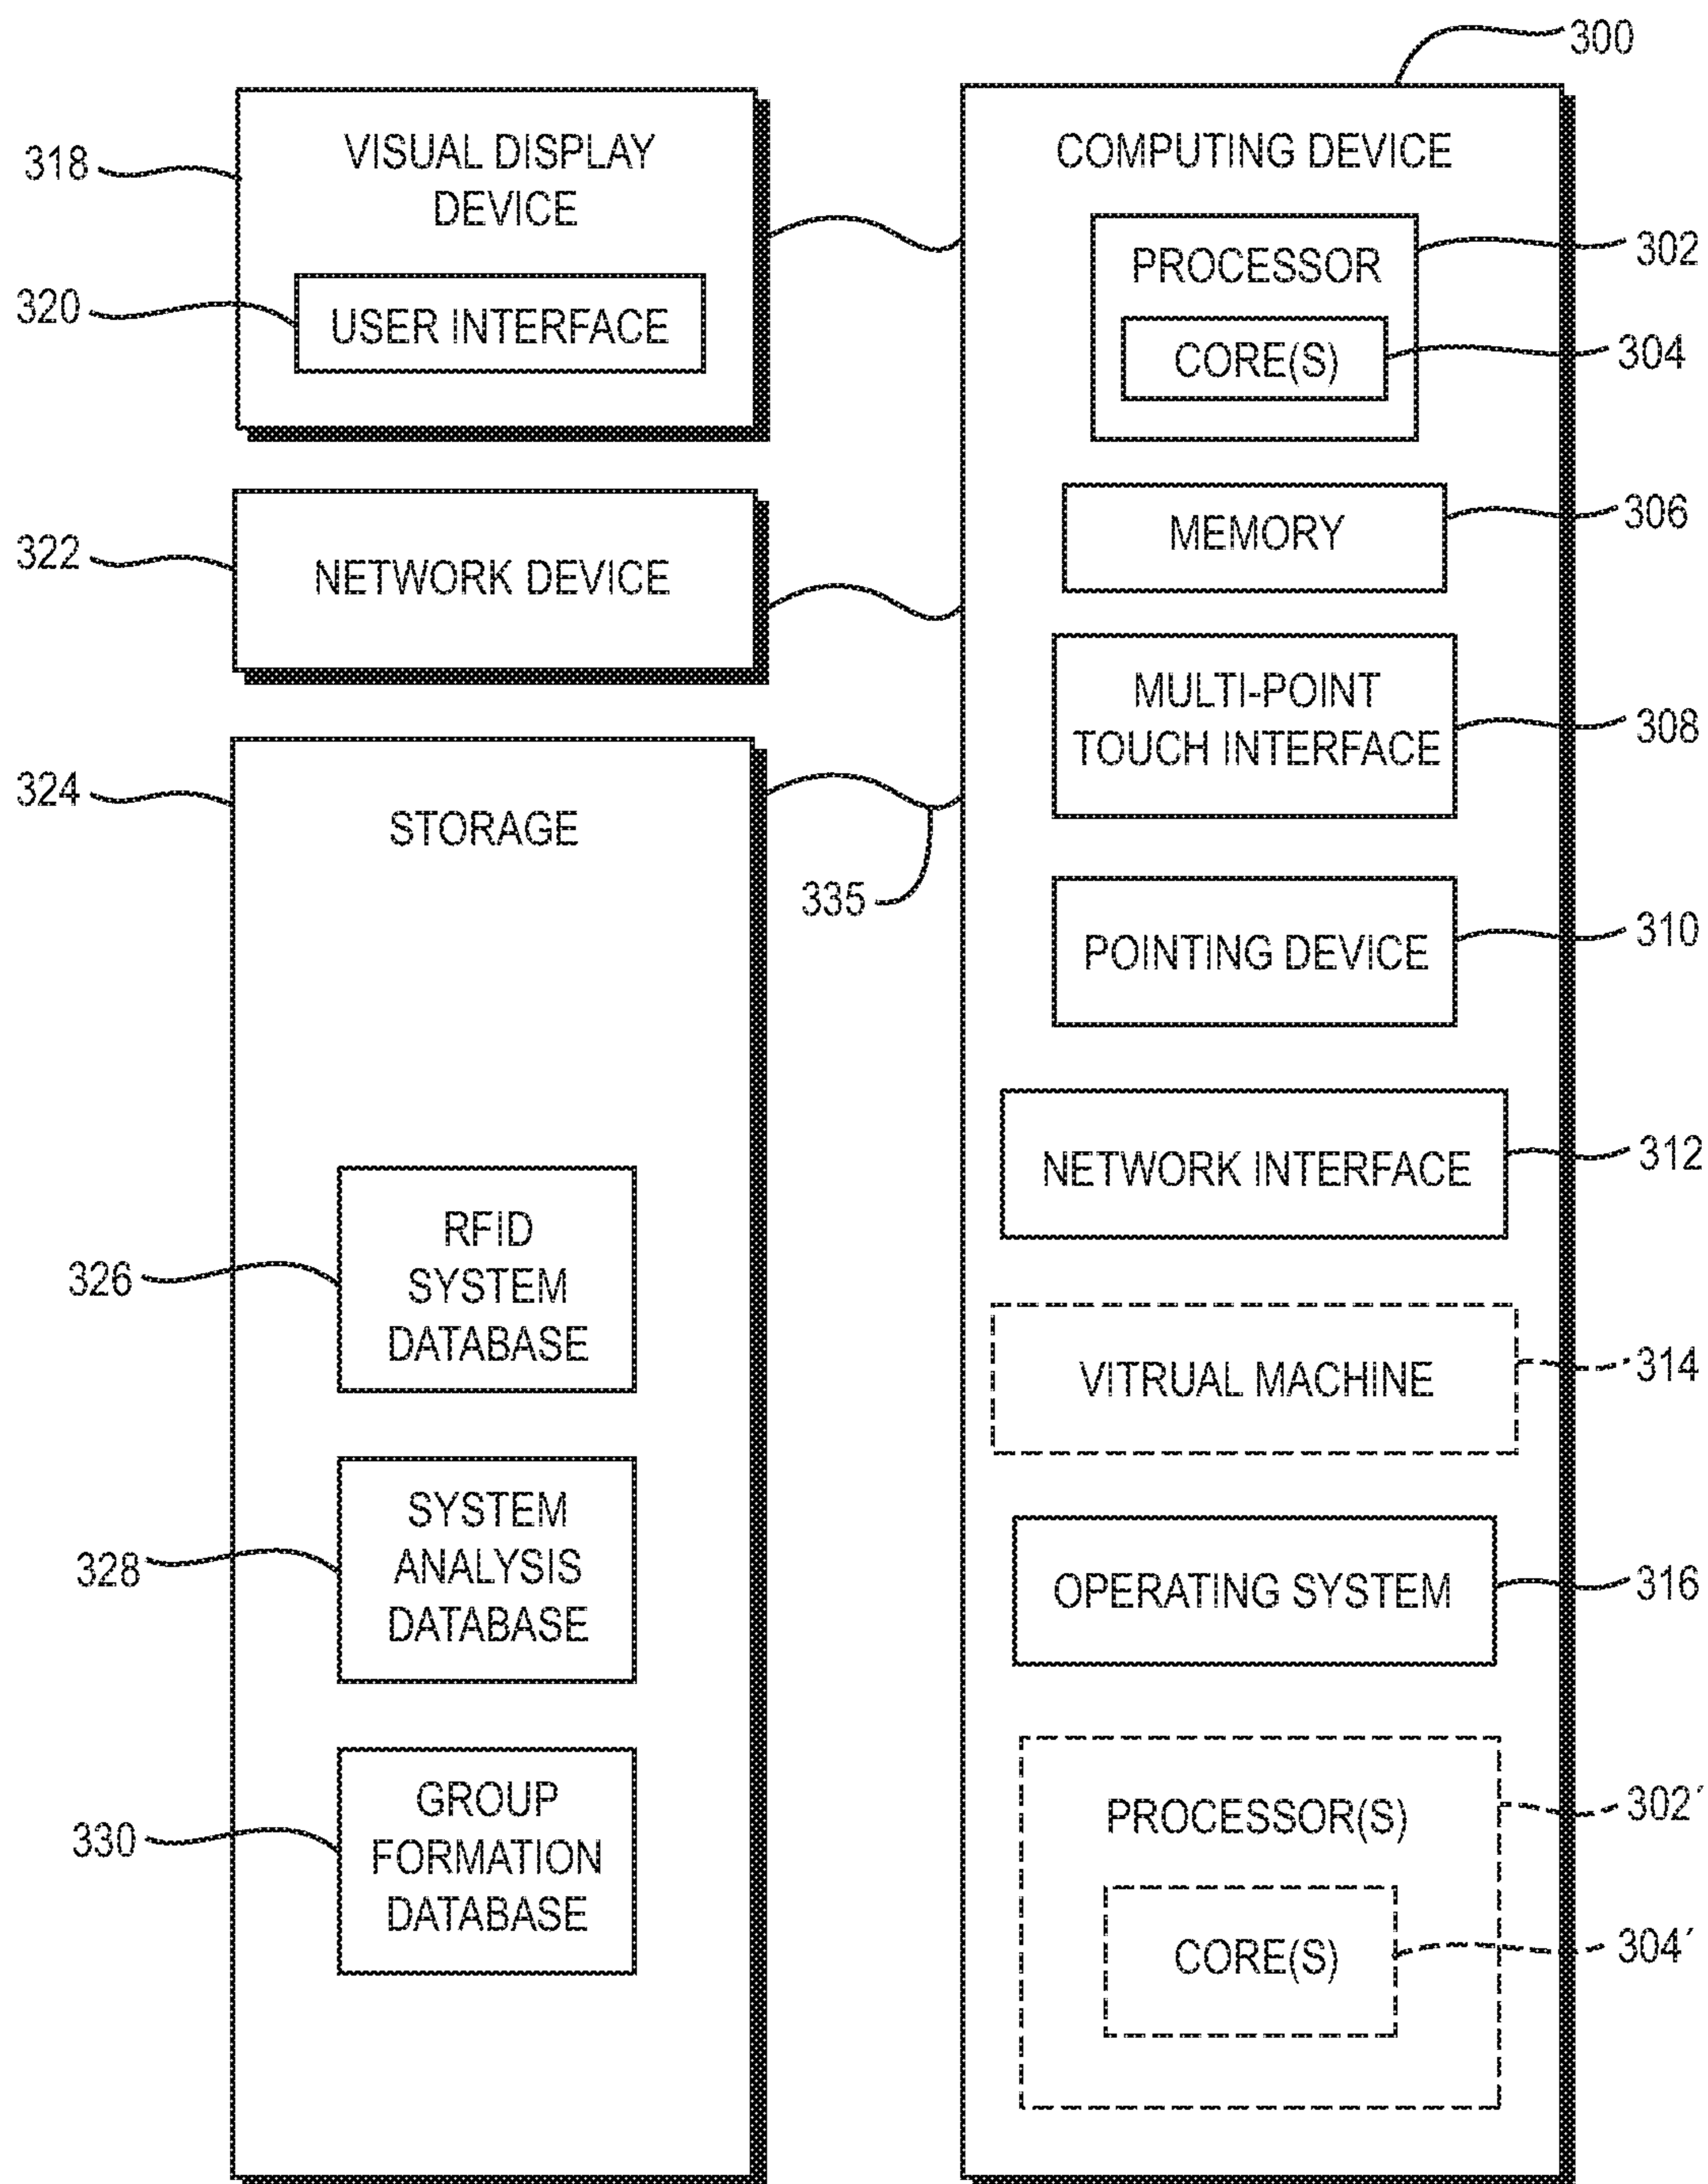 300
318
VISUAL DISPLAY
DEVICE
320
USER INTERFACE
322
NETWORK DEVICE
324
STORAGE
335
326
RFID
SYSTEM
DATABASE
328
SYSTEM
ANALYSIS
DATABASE
330
GROUP
FORMATION
DATABASE
COMPUTING DEVICE
PROCESSOR
302
CORE(S)
304
MEMORY
306
MULTI-POINT
TOUCH INTERFACE
308
POINTING DEVICE
310
NETWORK INTERFACE
312
VITRUAL MACHINE
314
OPERATING SYSTEM
316
PROCESSOR(S)
302´
CORE(S)
304´